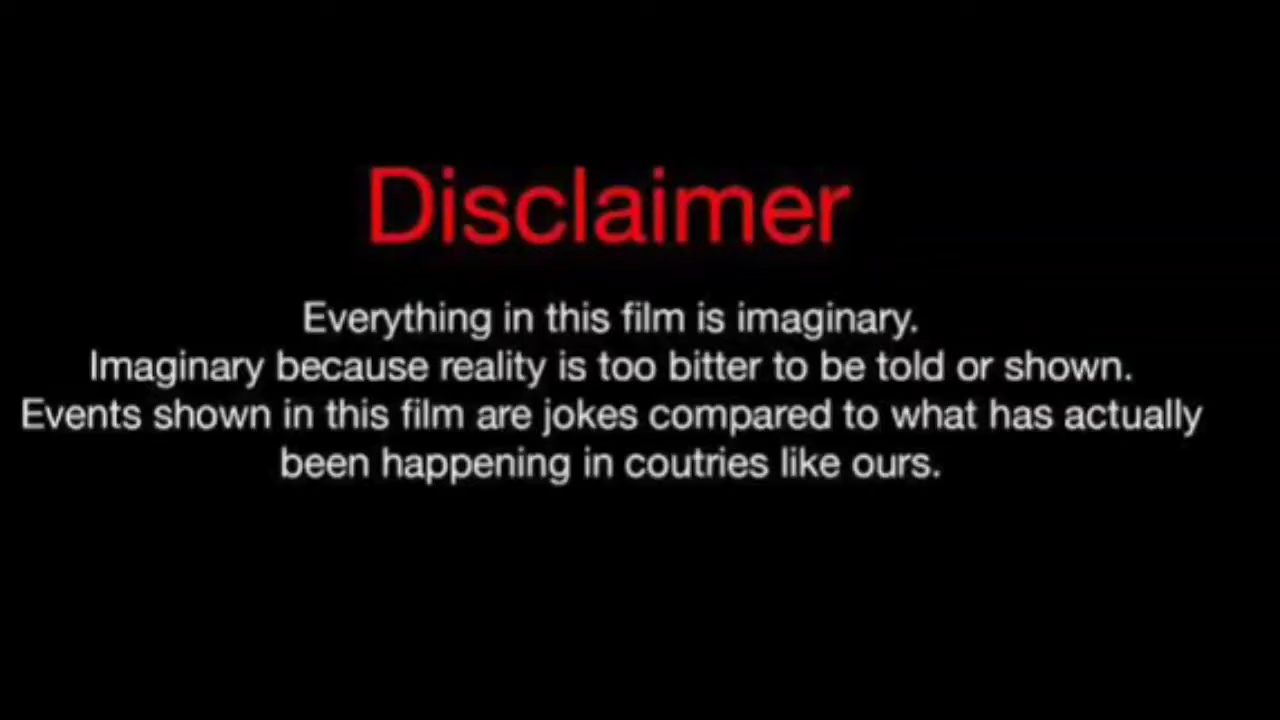 Disclaimer
Everything in this film is imaginary.
Imaginary because reality is too bitter to be told or shown.
Events shown in this film are jokes compared to what has actually
been happening in coutries like ours.